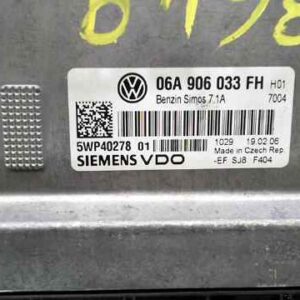 06A 906 033 FH H01
Benzin Simos 7.1A 7004
5WP40278 01 1029 19.02.06
Made in Czech Rep.
SIEMENS VDO -EF SJ8 F404